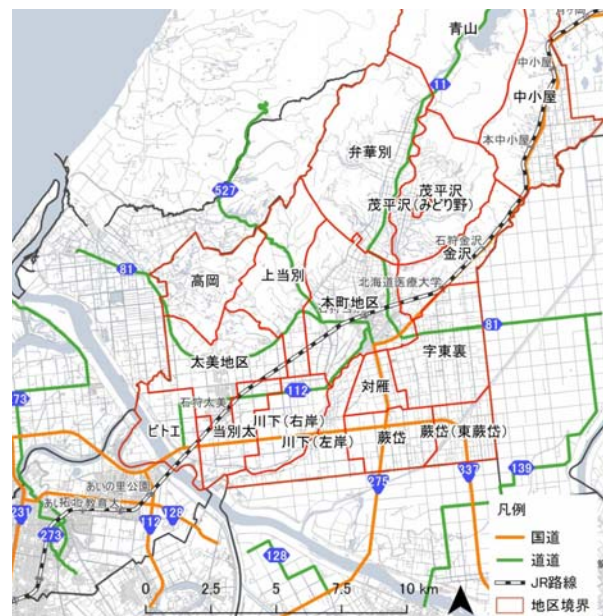 青山
中小屋
11
中小屋
弁華別
本中小屋
527
茂平沢
茂平沢(みどり野)
石狩金沢
金沢
81
高岡
上当別
北海道医療大学
本町地区
81
字東裏
太美地区
石狩太美
112
対雁
273
ビトエ
当別太
川下(右岸)
川下(左岸)
蕨岱
蕨岱(東蕨岱)
139
あいの里公園
275
337
231
112
128
273
128
凡例
国道
道道
JR路線
地区境界
0 2.5 5 10 km